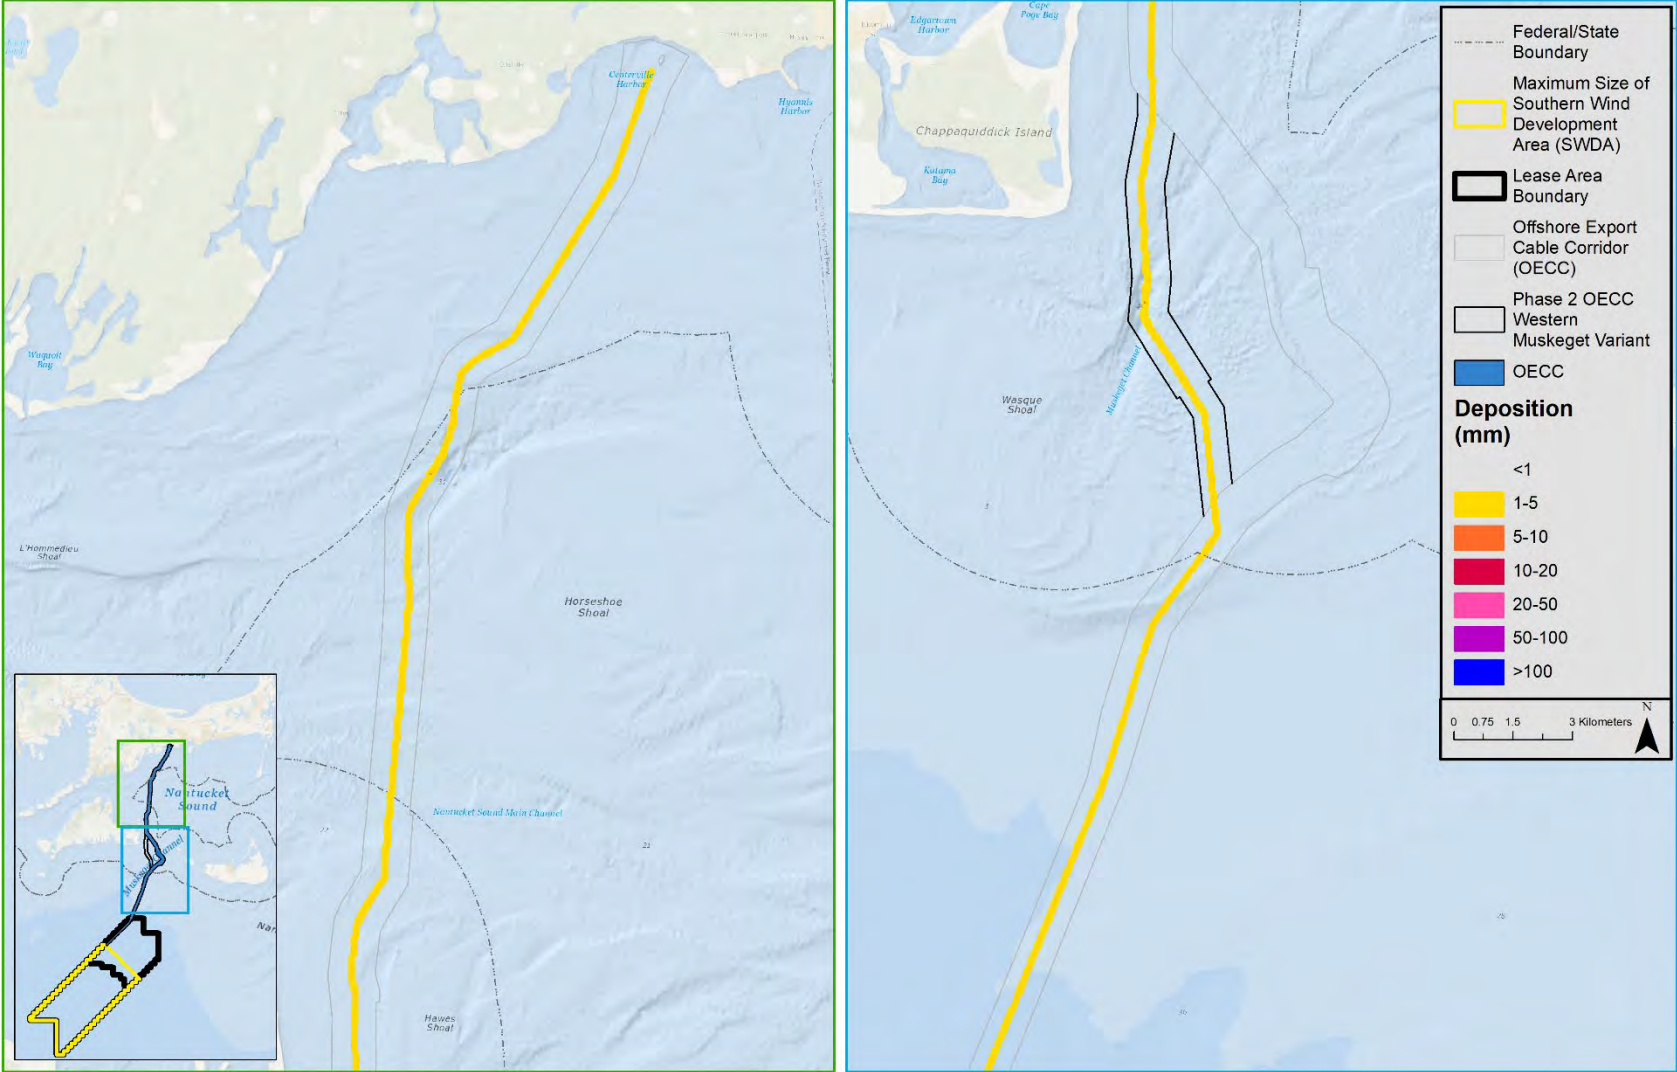 Centerville
Harbor
Hyannis
Harbor
Waquoit
Bay
L'Hommedieu
Shoal
Horseshoe
Shoal
Nantucket Sound Main Channel
22
23
Hawes
Shoal
Nantucket
Sound
Nan
Edgartown
Harbor
Cape
Poge Bay
Chappaquiddick Island
Katama
Bay
Muskeget Channel
Wasque
Shoal
3
Federal/State
Boundary
Maximum Size of
Southern Wind
Development
Area (SWDA)
Lease Area
Boundary
Offshore Export
Cable Corridor
(OECC)
Phase 2 OECC
Western
Muskeget Variant
OECC
Deposition
(mm)
<1
1-5
5-10
10-20
20-50
50-100
>100
N
0 0.75 1.5 3 Kilometers